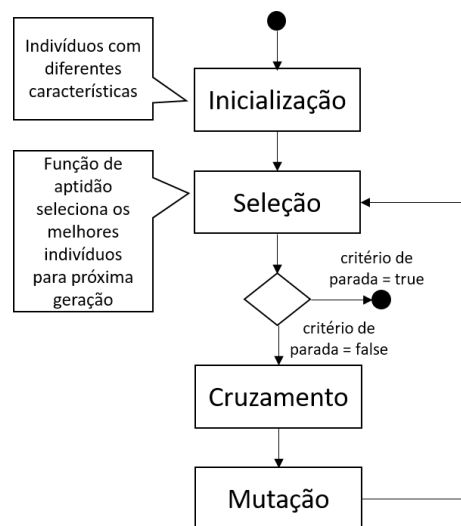 Indivíduos com
diferentes
características
Inicialização
Função de
aptidão
seleciona os
melhores
indivíduos
para próxima
geração
Seleção
critério de
parada = true
critério de
parada = false
Cruzamento
Mutação